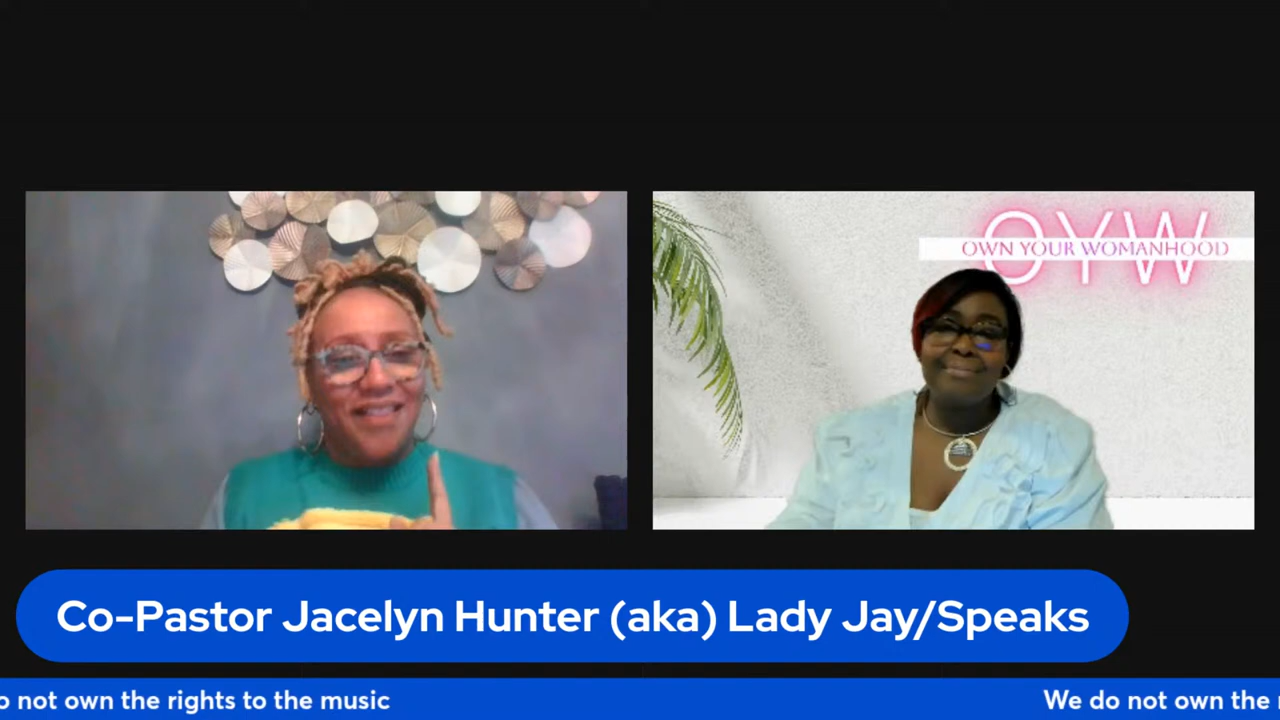 OYW
OWN YOUR WOMANHOOD
Co-Pastor Jacelyn Hunter (aka) Lady Jay/Speaks
not own the rights to the music
We do not own the